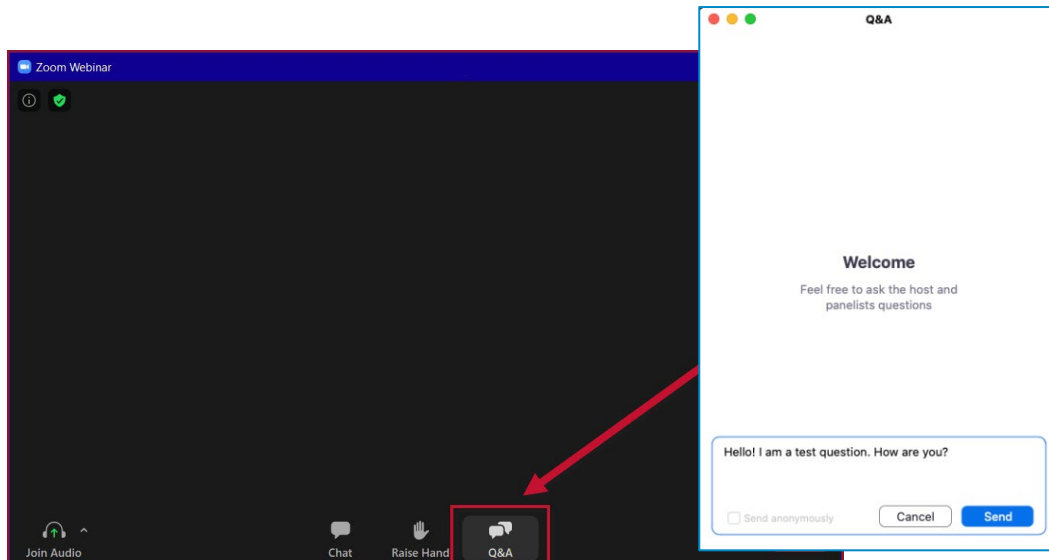 Q&A
Zoom Webinar
Welcome
Feel free to ask the host and
panelists questions
Hello! I am a test question. How are you?
Send anonymously
Cancel
Send
Join Audio
Chat
Raise Hand
Q&A